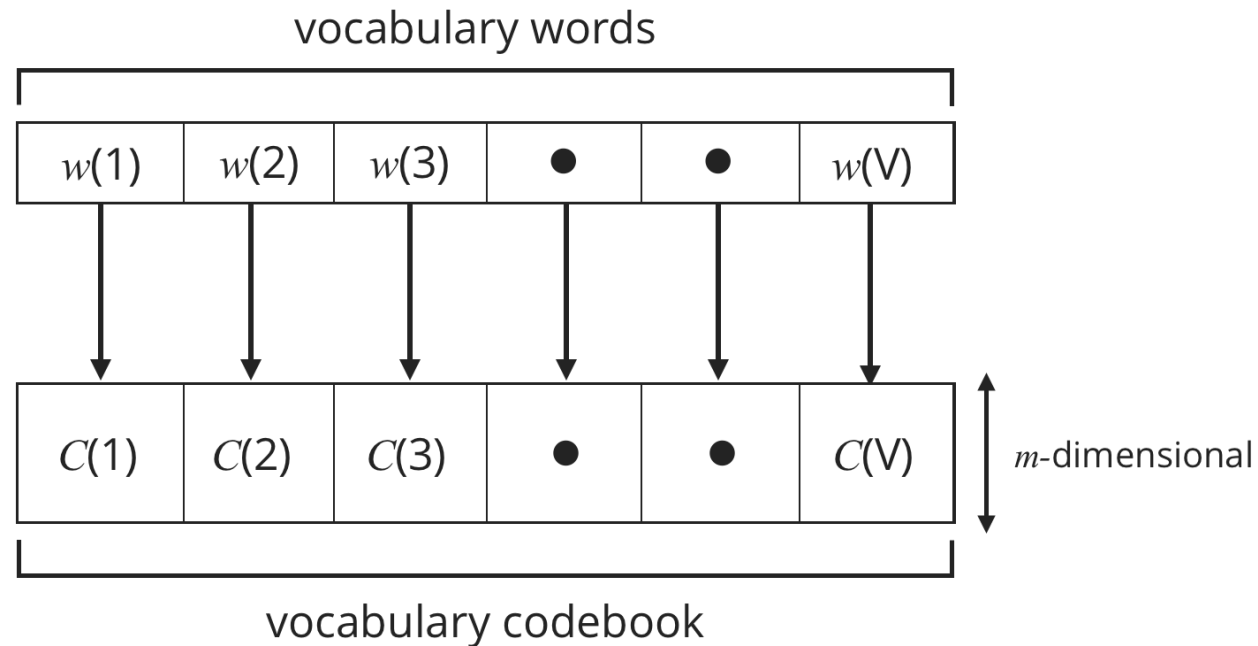 vocabulary words
w(1) w(2) w(3) ● ● w(V)
C(1) C(2) C(3) ● ● C(V)
m-dimensional
vocabulary codebook